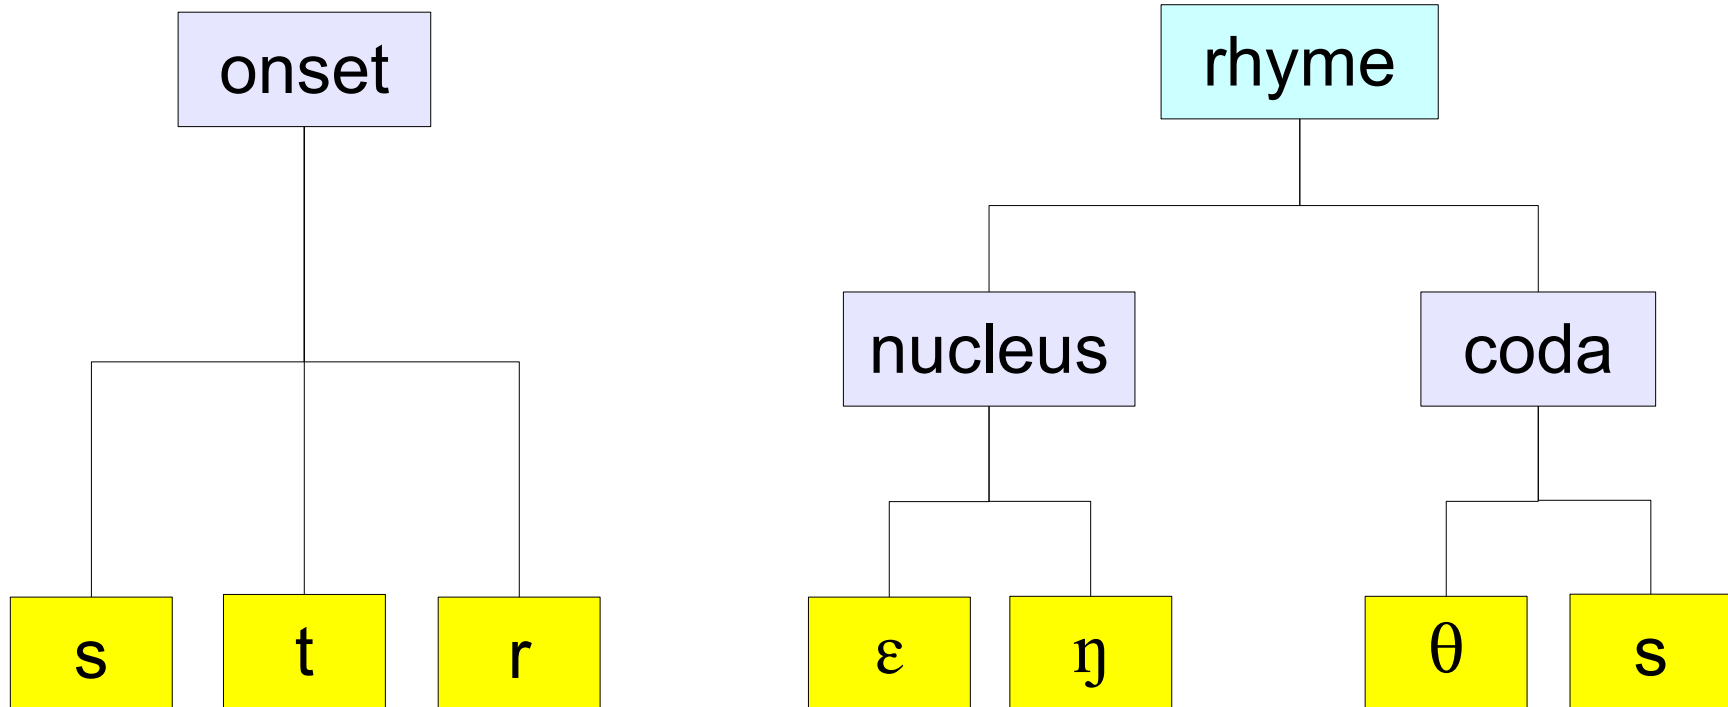 onset
rhyme
nucleus
coda
s t r ε ŋ θ s